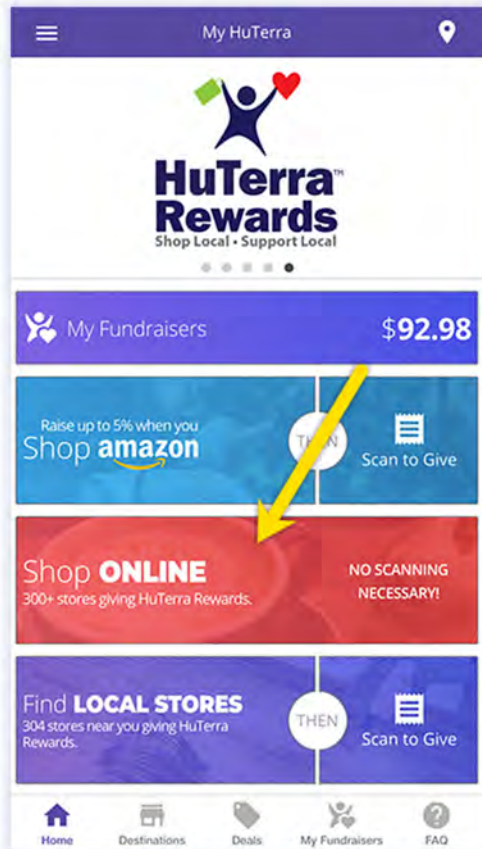 My HuTerra
HuTerra™
Rewards
Shop Local • Support Local
My Fundraisers
$92.98
Raise up to 5% when you
Shop amazon
THEN
Scan to Give
Shop ONLINE
300+ stores giving HuTerra Rewards.
NO SCANNING
NECESSARY!
Find LOCAL STORES
304 stores near you giving HuTerra
Rewards.
THEN
Scan to Give
Home
Destinations
Deals
My Fundraisers
FAQ